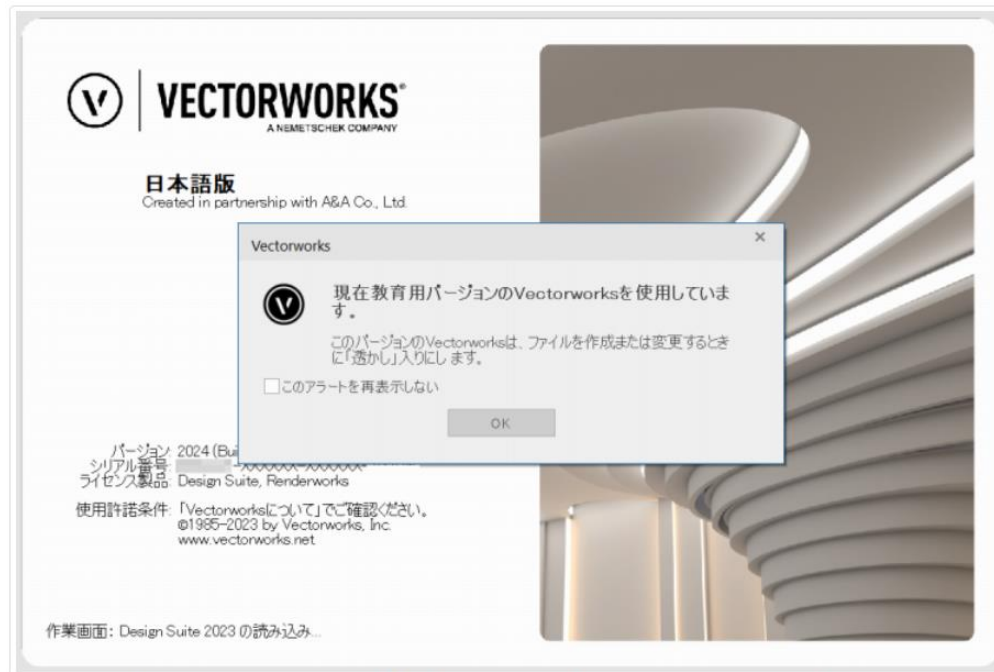 VECTORWORKS®
A NEMETSCHEK COMPANY
日本語版
Created in partnership with A&A Co., Ltd.
Vectorworks
現在教育用バージョンのVectorworksを使用していま
す。
このバージョンのVectorworksは、ファイルを作成または変更するとき
に「透かし」入りにし ます。
このアラートを再表示しない
OK
バージョン: 2024 (Bui
シリアル番号: -XXXXXX-XXXXXX-
ライセンス製品: Design Suite, Renderworks
使用許諾条件: 「Vectorworksについて」でご確認ください。
©1985-2023 by Vectorworks, Inc.
www.vectorworks.net
作業画面: Design Suite 2023 の読み込み...